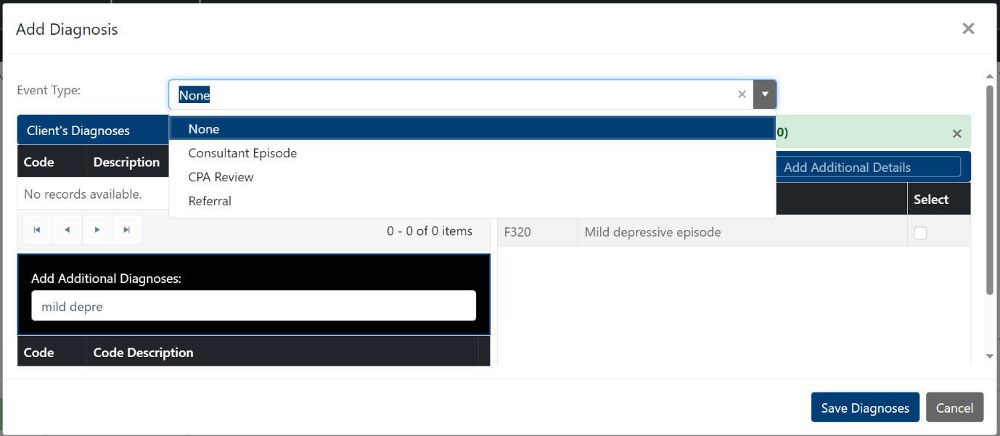 Add Diagnosis
Event Type:
None
None
Consultant Episode
CPA Review
Referral
Client's Diagnoses
0)
Add Additional Details
Code Description
Select
No records available.
0 - 0 of 0 items
F320 Mild depressive episode
Add Additional Diagnoses:
mild depre
Code Code Description
Save Diagnoses Cancel